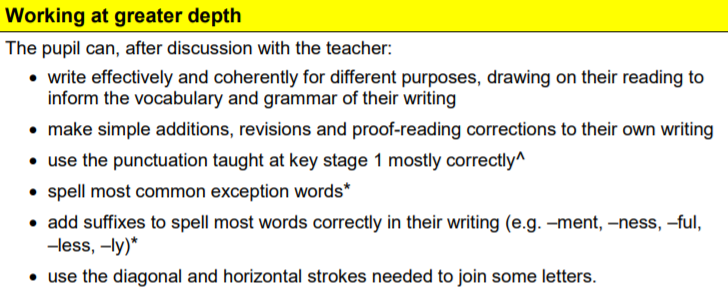 Working at greater depth
The pupil can, after discussion with the teacher:
• write effectively and coherently for different purposes, drawing on their reading to
inform the vocabulary and grammar of their writing
• make simple additions, revisions and proof-reading corrections to their own writing
• use the punctuation taught at key stage 1 mostly correctly^
• spell most common exception words*
• add suffixes to spell most words correctly in their writing (e.g. –ment, –ness, –ful,
–less, –ly)*
• use the diagonal and horizontal strokes needed to join some letters.